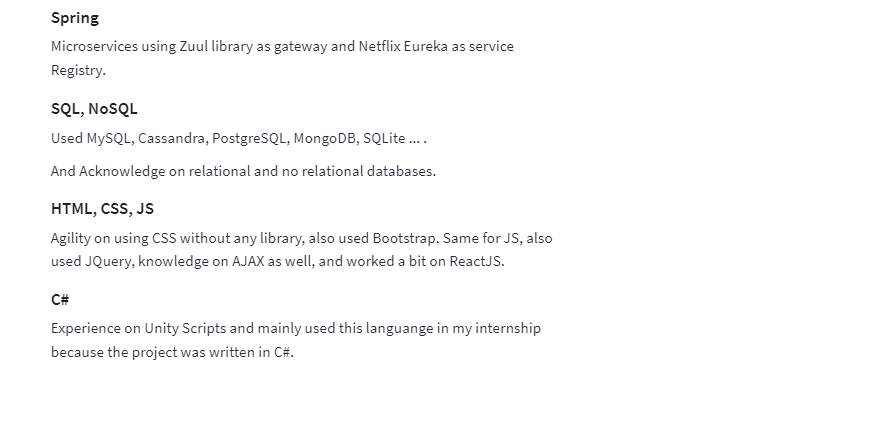 Spring
Microservices using Zuul library as gateway and Netflix Eureka as service
Registry.
SQL, NoSQL
Used MySQL, Cassandra, PostgreSQL, MongoDB, SQLite ... .
And Acknowledge on relational and no relational databases.
HTML, CSS, JS
Agility on using CSS without any library, also used Bootstrap. Same for JS, also
used JQuery, knowledge on AJAX as well, and worked a bit on ReactJS.
C#
Experience on Unity Scripts and mainly used this languange in my internship
because the project was written in C#.